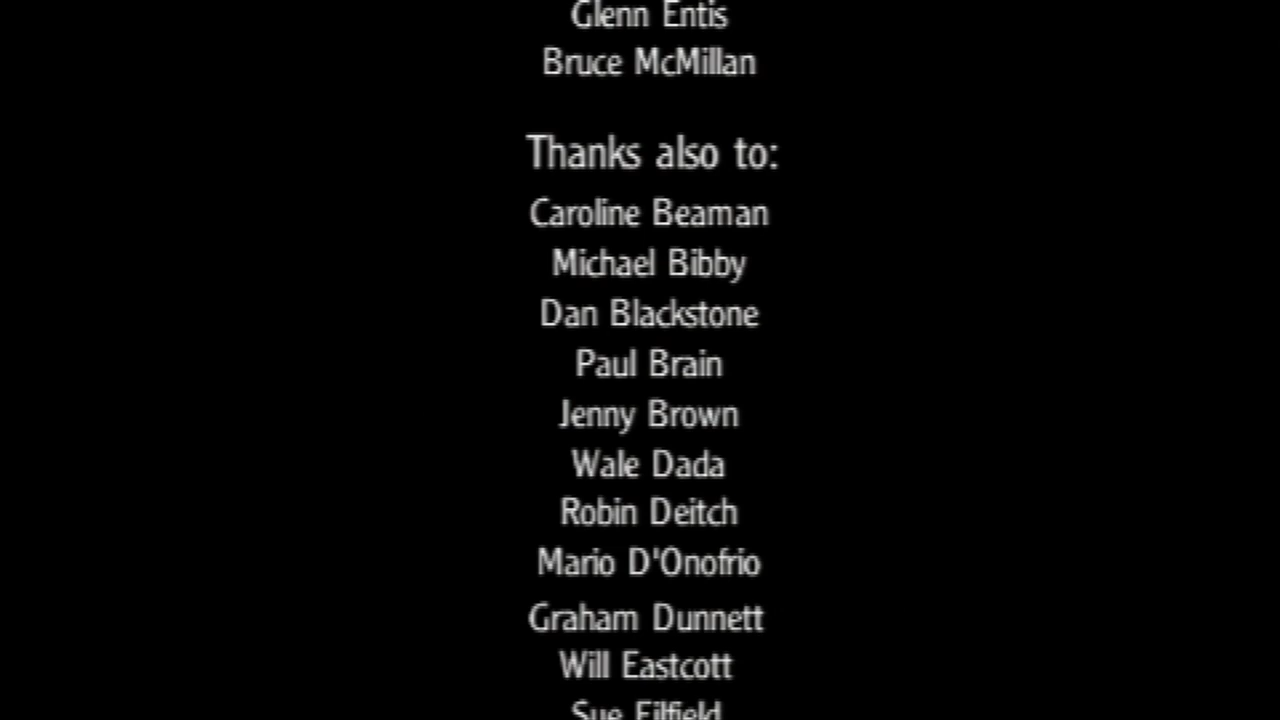 Glenn Entis
Bruce McMillan
Thanks also to:
Caroline Beaman
Michael Bibby
Dan Blackstone
Paul Brain
Jenny Brown
Wale Dada
Robin Deitch
Mario D'Onofrio
Graham Dunnett
Will Eastcott
Sue